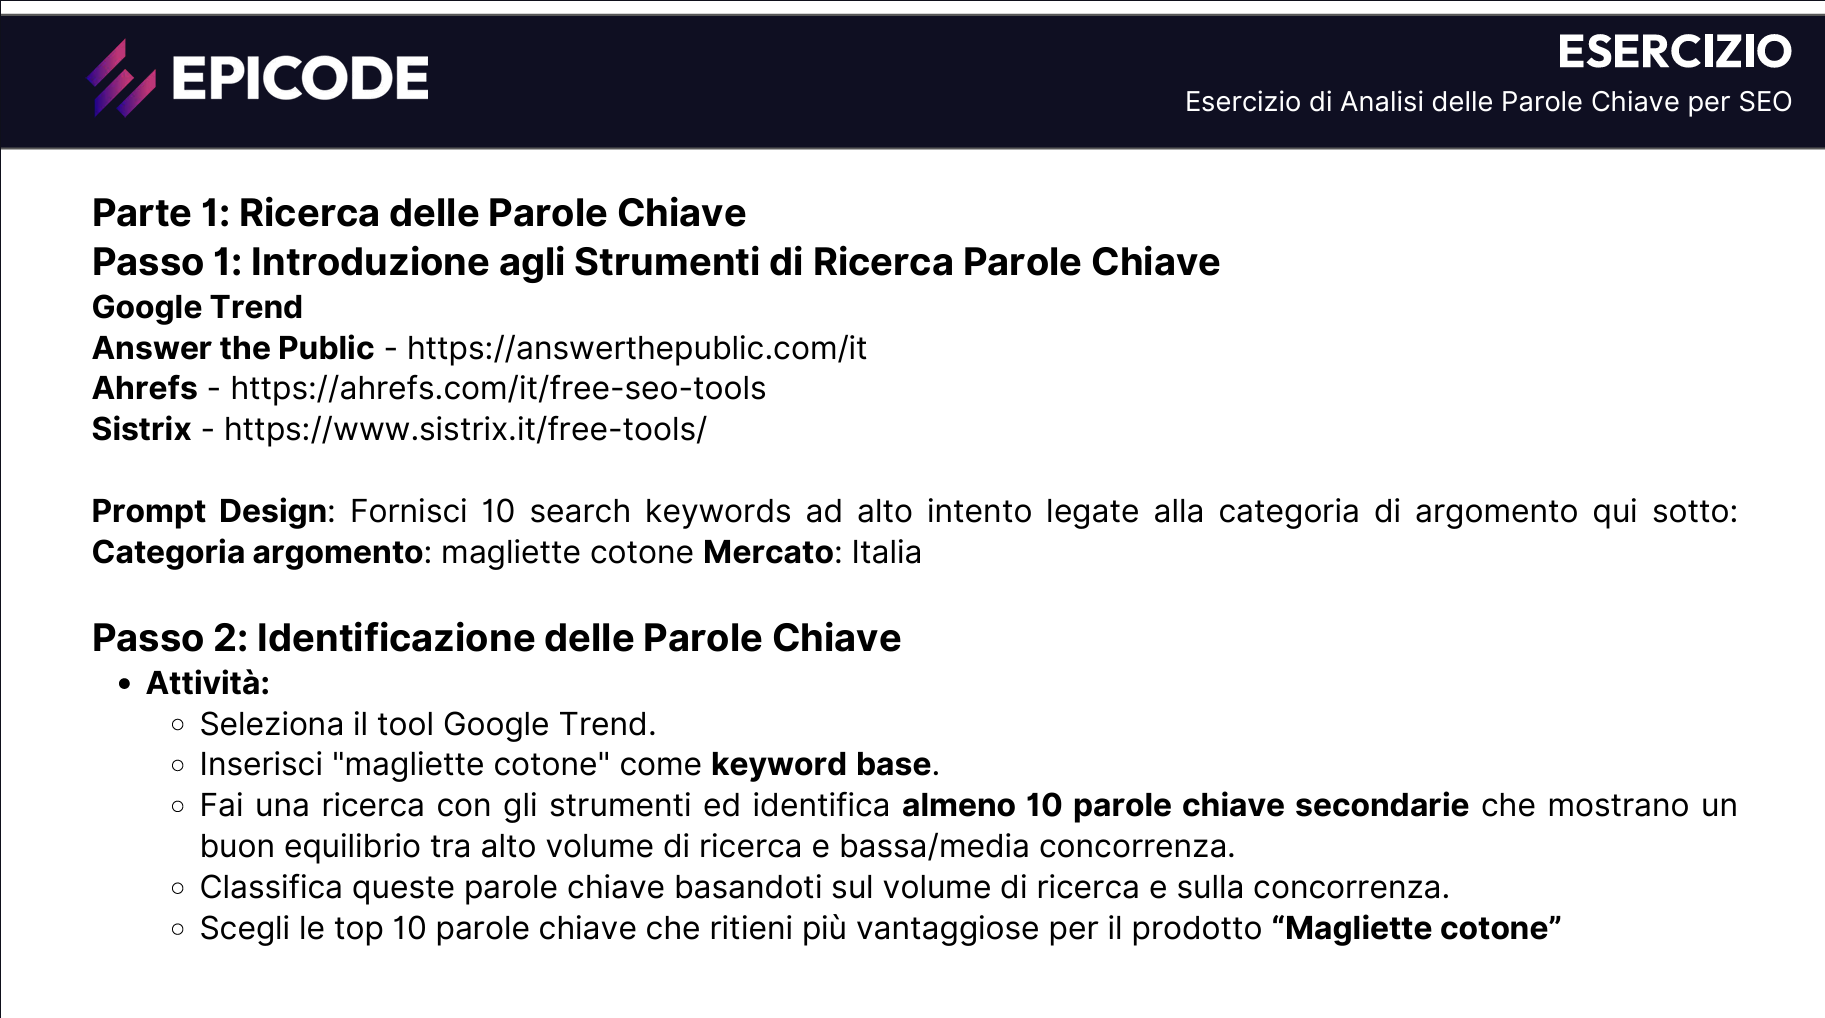 EPICODE
ESERCIZIO
Esercizio di Analisi delle Parole Chiave per SEO
Parte 1: Ricerca delle Parole Chiave
Passo 1: Introduzione agli Strumenti di Ricerca Parole Chiave
Google Trend
Answer the Public - https://answerthepublic.com/it
Ahrefs - https://ahrefs.com/it/free-seo-tools
Sistrix - https://www.sistrix.it/free-tools/
Prompt Design: Fornisci 10 search keywords ad alto intento legate alla categoria di argomento qui sotto:
Categoria argomento: magliette cotone Mercato: Italia
Passo 2: Identificazione delle Parole Chiave
• Attività:
○ Seleziona il tool Google Trend.
○ Inserisci "magliette cotone" come keyword base.
○ Fai una ricerca con gli strumenti ed identifica almeno 10 parole chiave secondarie che mostrano un
buon equilibrio tra alto volume di ricerca e bassa/media concorrenza.
○ Classifica queste parole chiave basandoti sul volume di ricerca e sulla concorrenza.
○ Scegli le top 10 parole chiave che ritieni più vantaggiose per il prodotto “Magliette cotone”